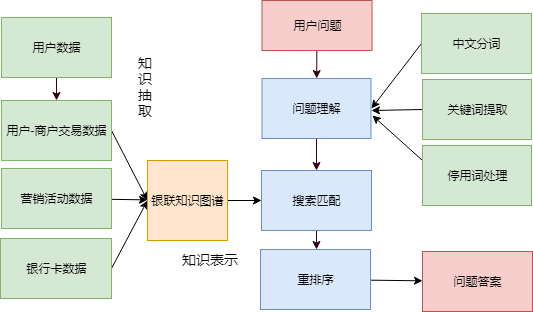 用户数据
用户-商户交易数据
营销活动数据
银行卡数据
知
识
抽
取
银联知识图谱
知识表示
用户问题
问题理解
搜素匹配
重排序
中文分词
关键词提取
停用词处理
问题答案